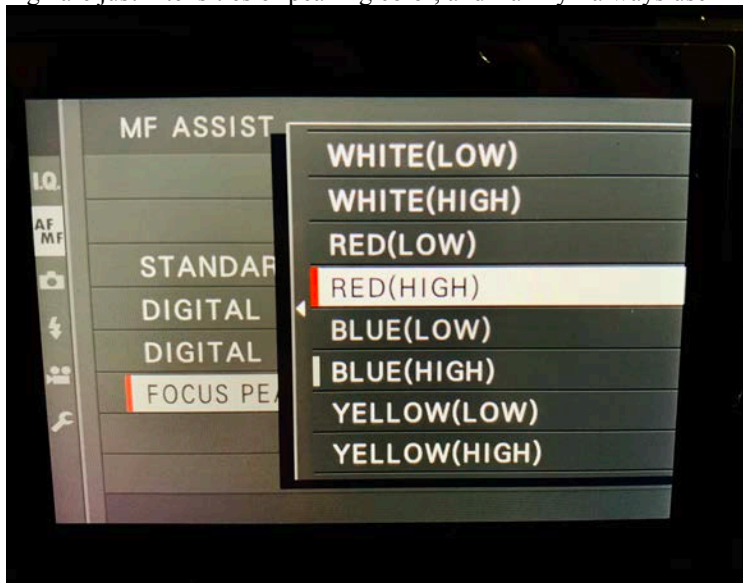 MF ASSIST
WHITE(LOW)
WHITE(HIGH)
I.Q.
RED(LOW)
AF
MF
STANDAR
RED(HIGH)
DIGITAL
BLUE(LOW)
DIGITAL
BLUE(HIGH)
FOCUS PEA
YELLOW(LOW)
YELLOW(HIGH)